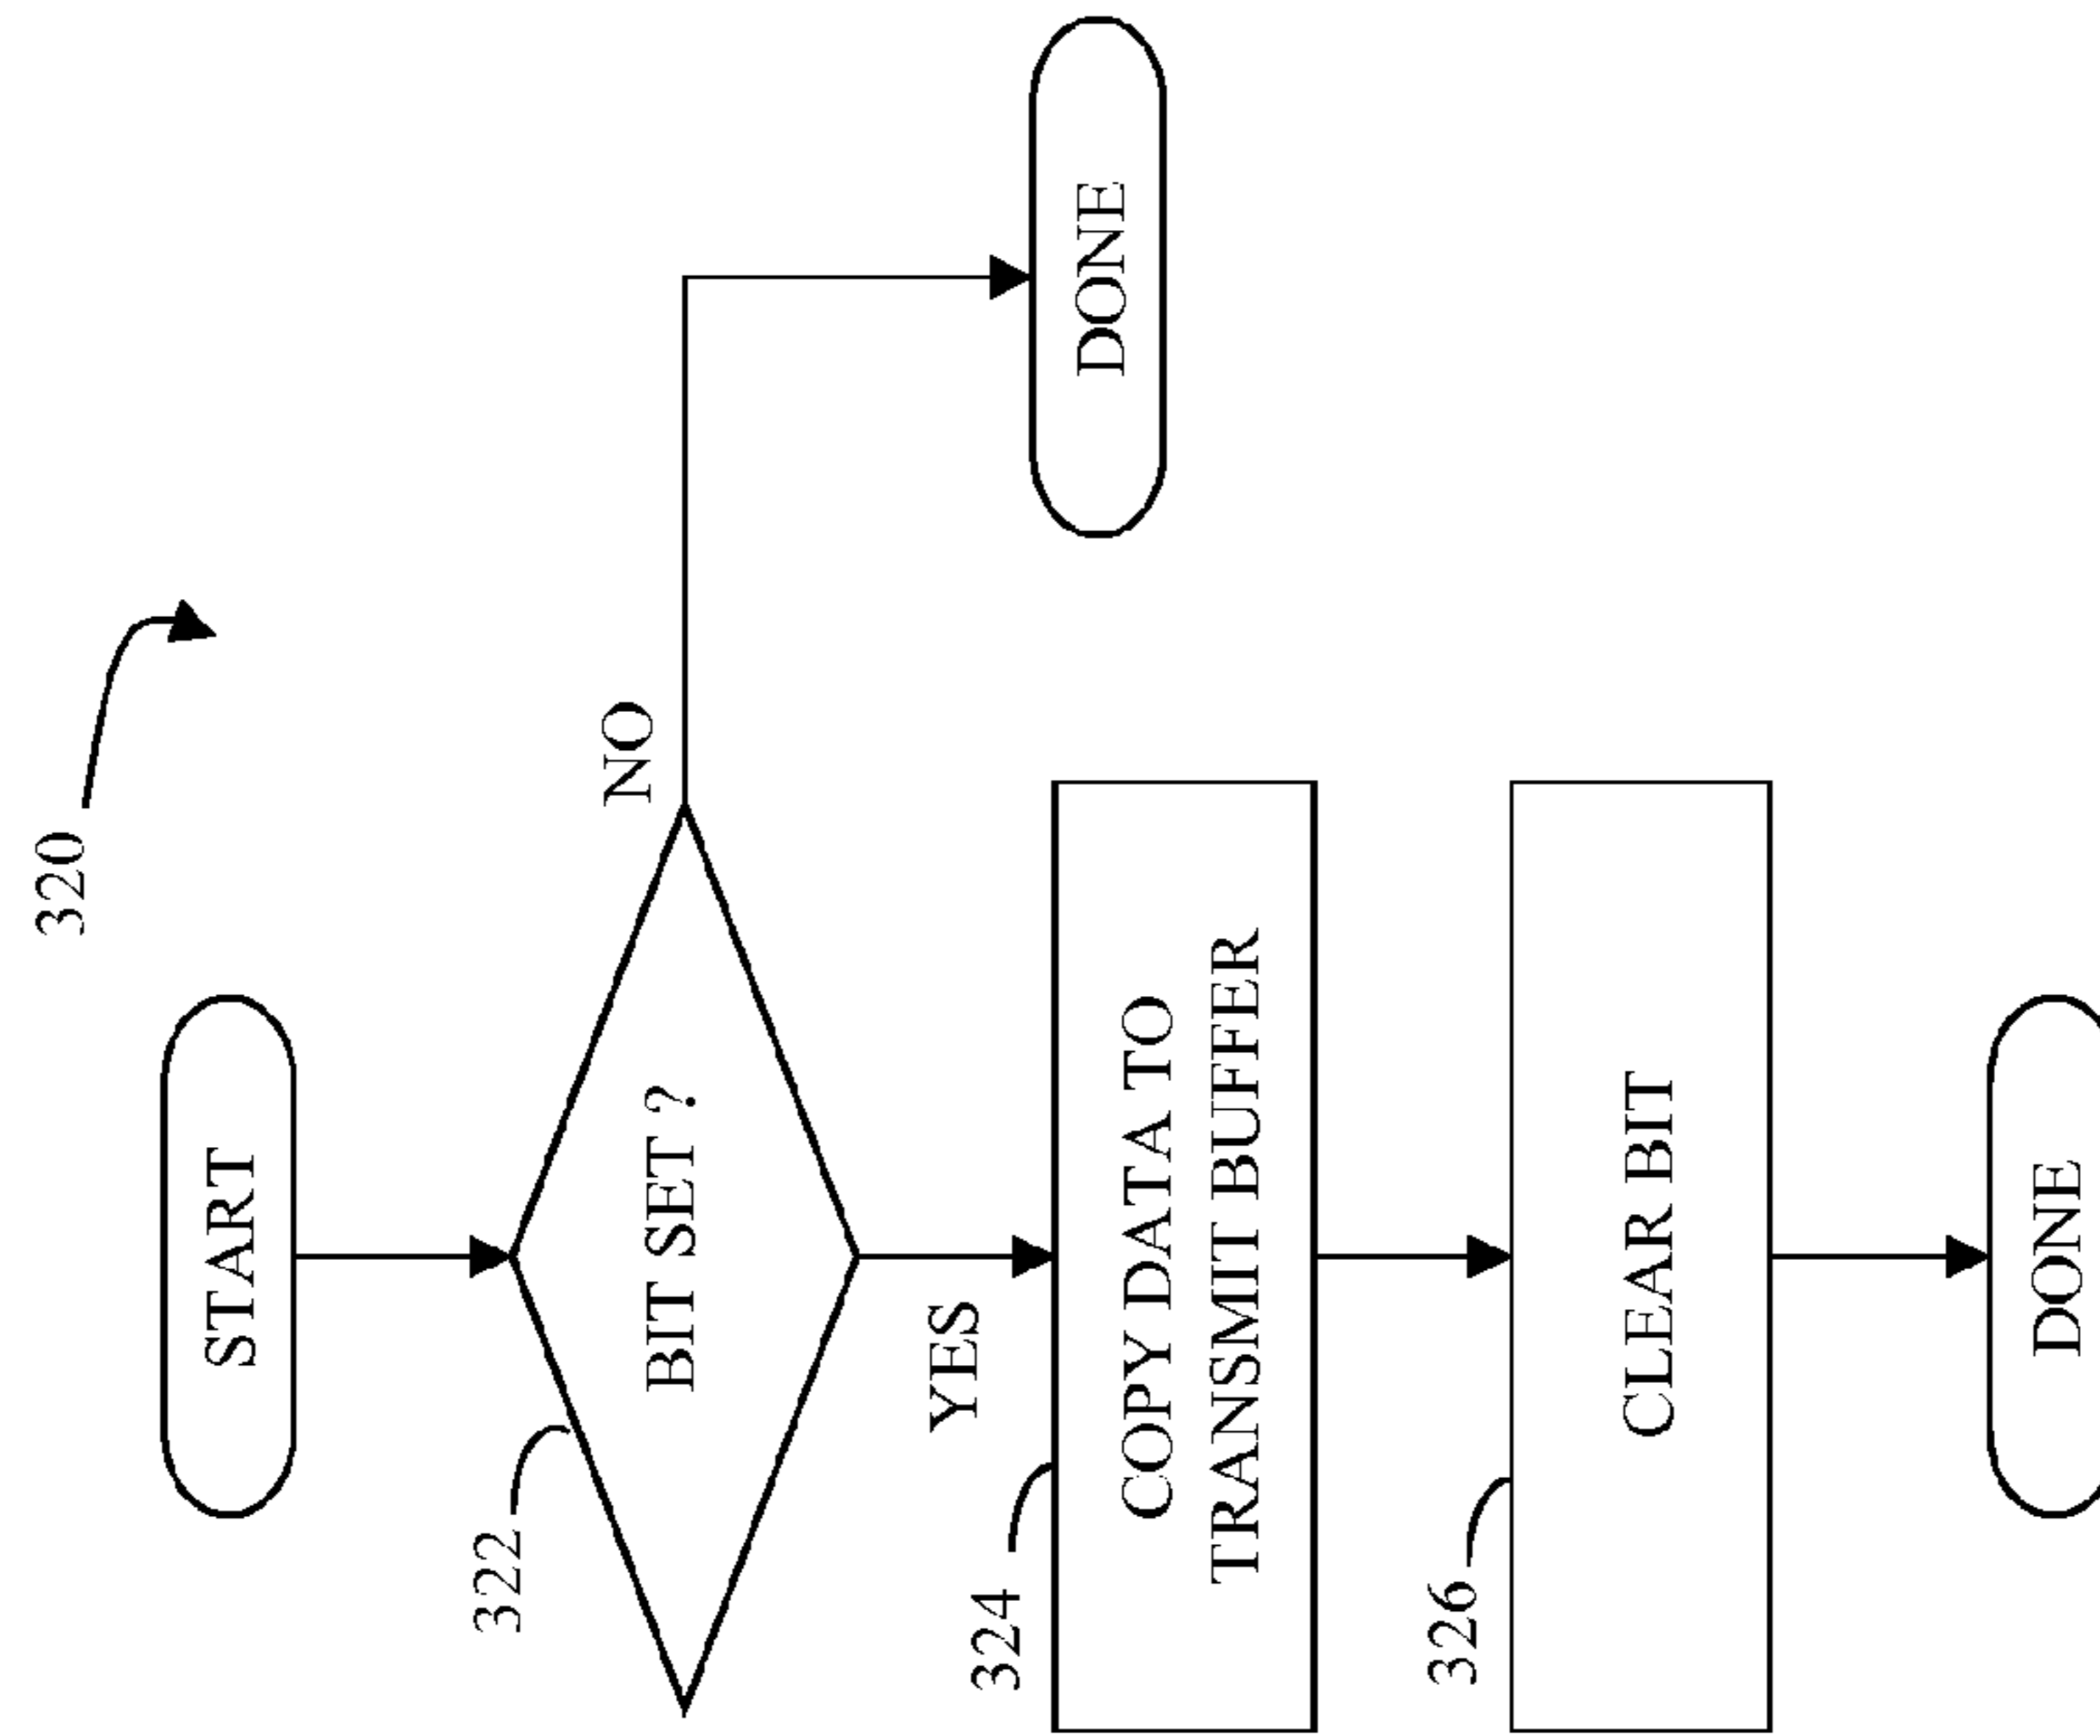 320
START
322
BIT SET ?
NO
YES
DONE
324
COPY DATA TO
TRANSMIT BUFFER
326
CLEAR BIT
DONE